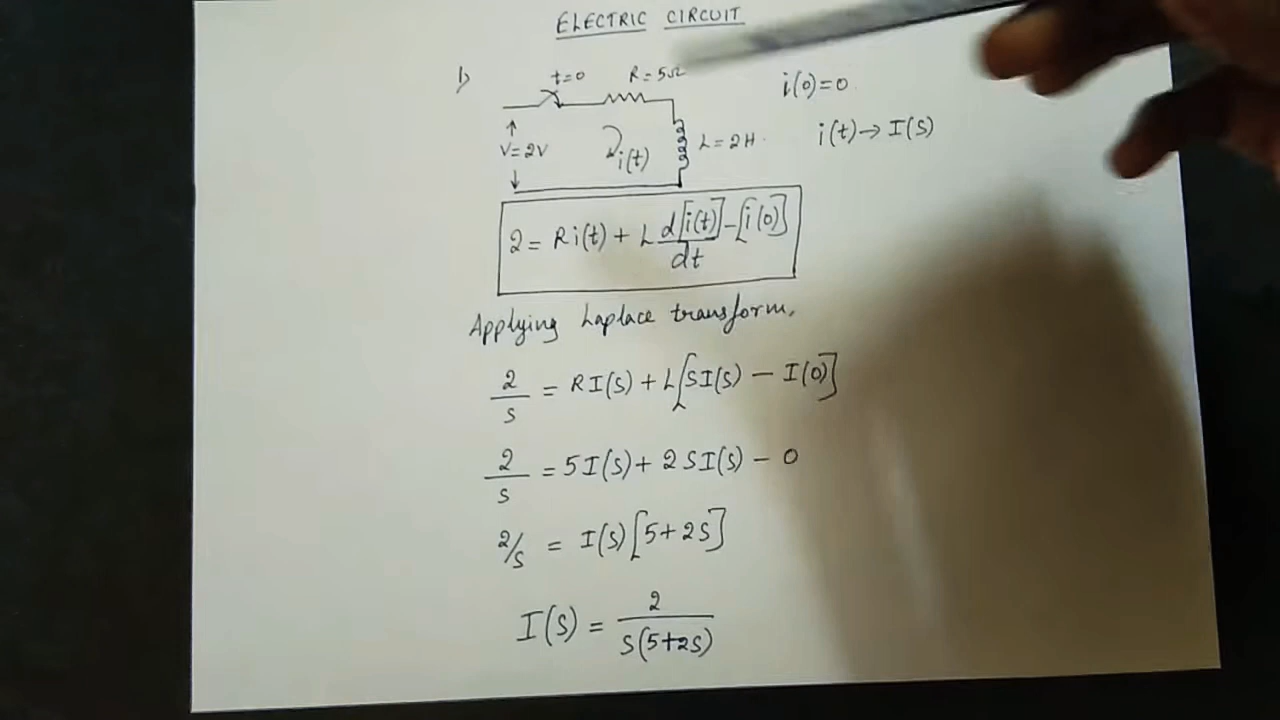 ELECTRIC CIRCUIT
1)
t=0 R=5Ω i(0)=0
V=2V i(t) L=2H i(t)→I(S)
2 = Ri(t) + L d[i(t)]/dt - [i(0)]
Applying Laplace transform,
2/s = RI(s) + L[SI(s) - I(0)]
2/s = 5I(s) + 2SI(s) - 0
2/s = I(s)[5+2S]
I(s) = 2/S(5+2S)